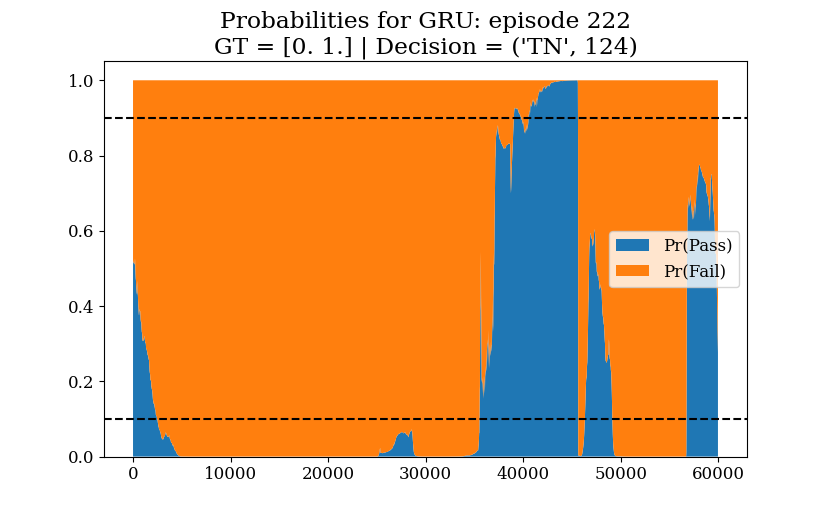 Probabilities for GRU: episode 222
GT = [0. 1.] | Decision = ('TN', 124)
1.0
0.8
0.6
0.4
0.2
0.0
Pr(Pass)
Pr(Fail)
0 10000 20000 30000 40000 50000 60000